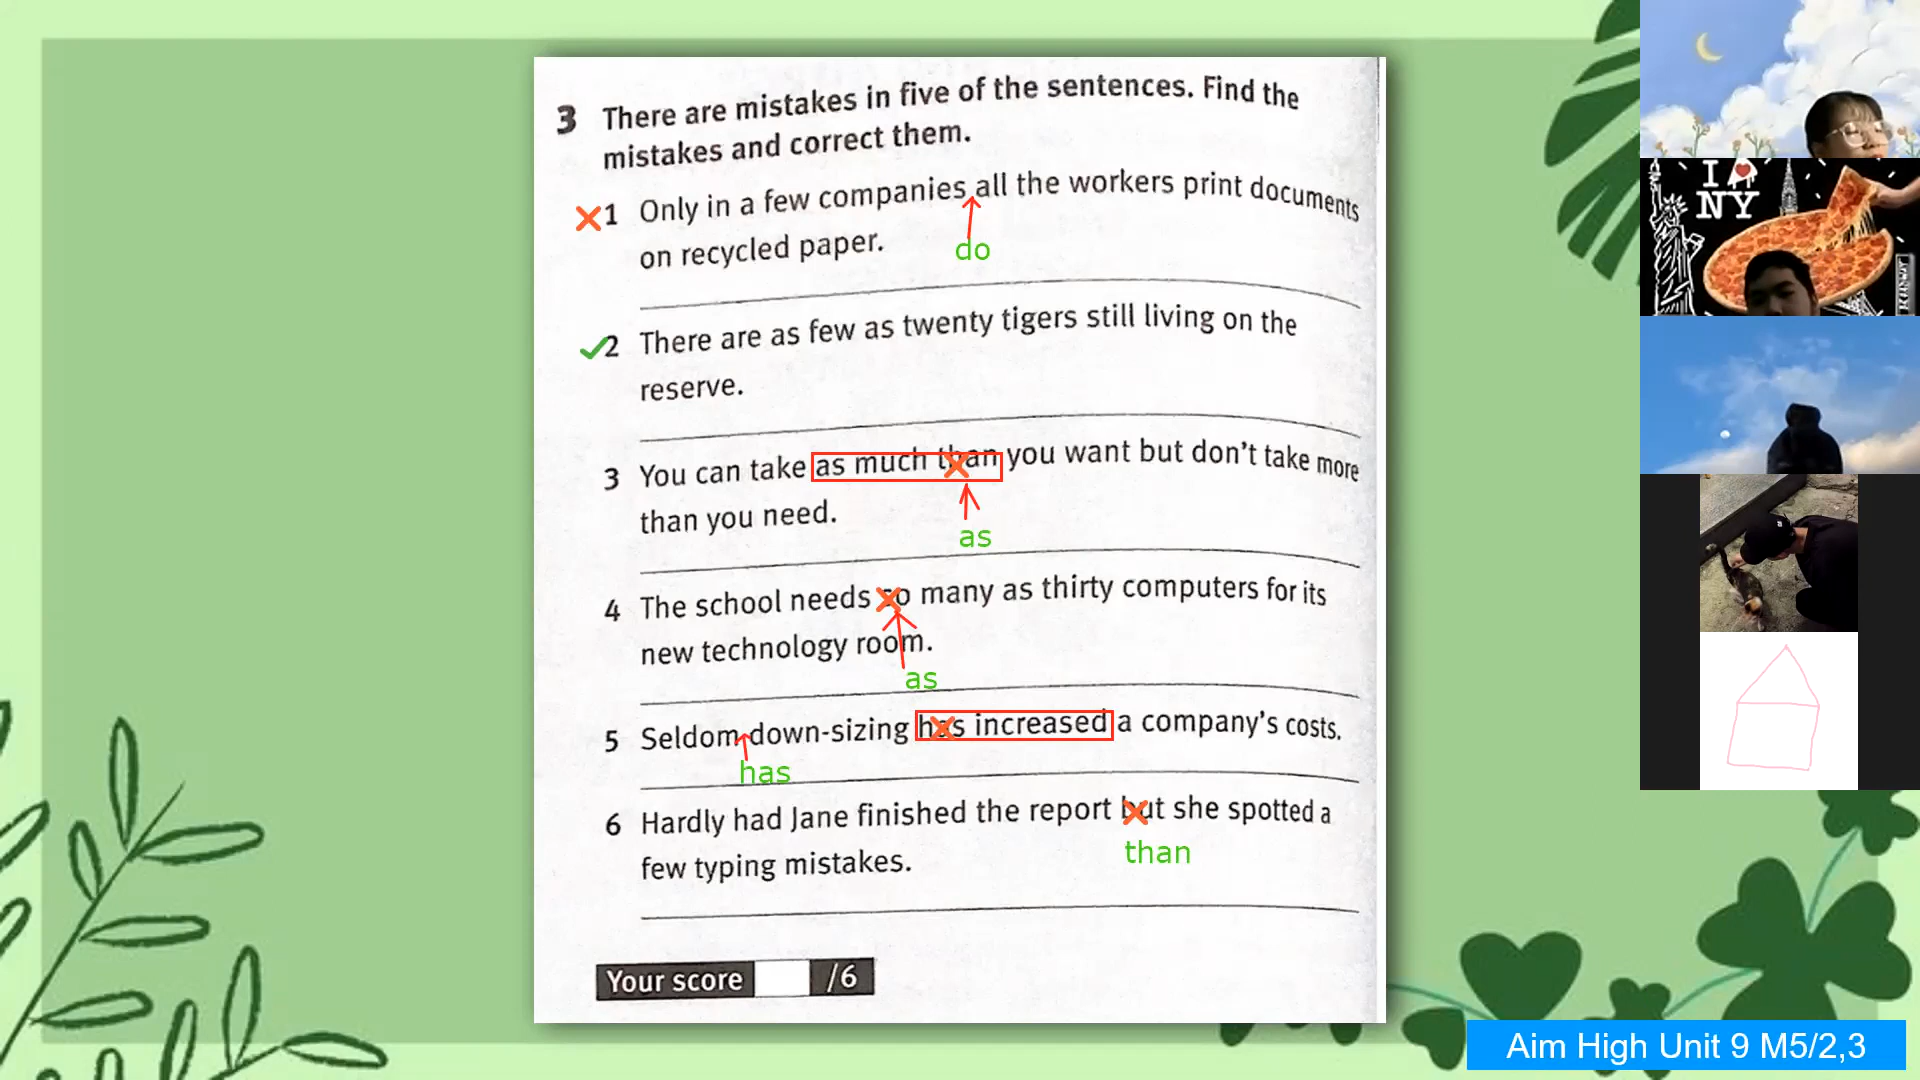 3 There are mistakes in five of the sentences. Find the
mistakes and correct them.
1 Only in a few companies all the workers print documents
on recycled paper.
do
2 There are as few as twenty tigers still living on the
reserve.
3 You can take as much than you want but don't take more
than you need.
as
4 The school needs so many as thirty computers for its
new technology room.
as
5 Seldom down-sizing has increased a company's costs.
has
6 Hardly had Jane finished the report but she spotted a
few typing mistakes.
than
Your score /6
I
NY
Aim High Unit 9 M5/2,3